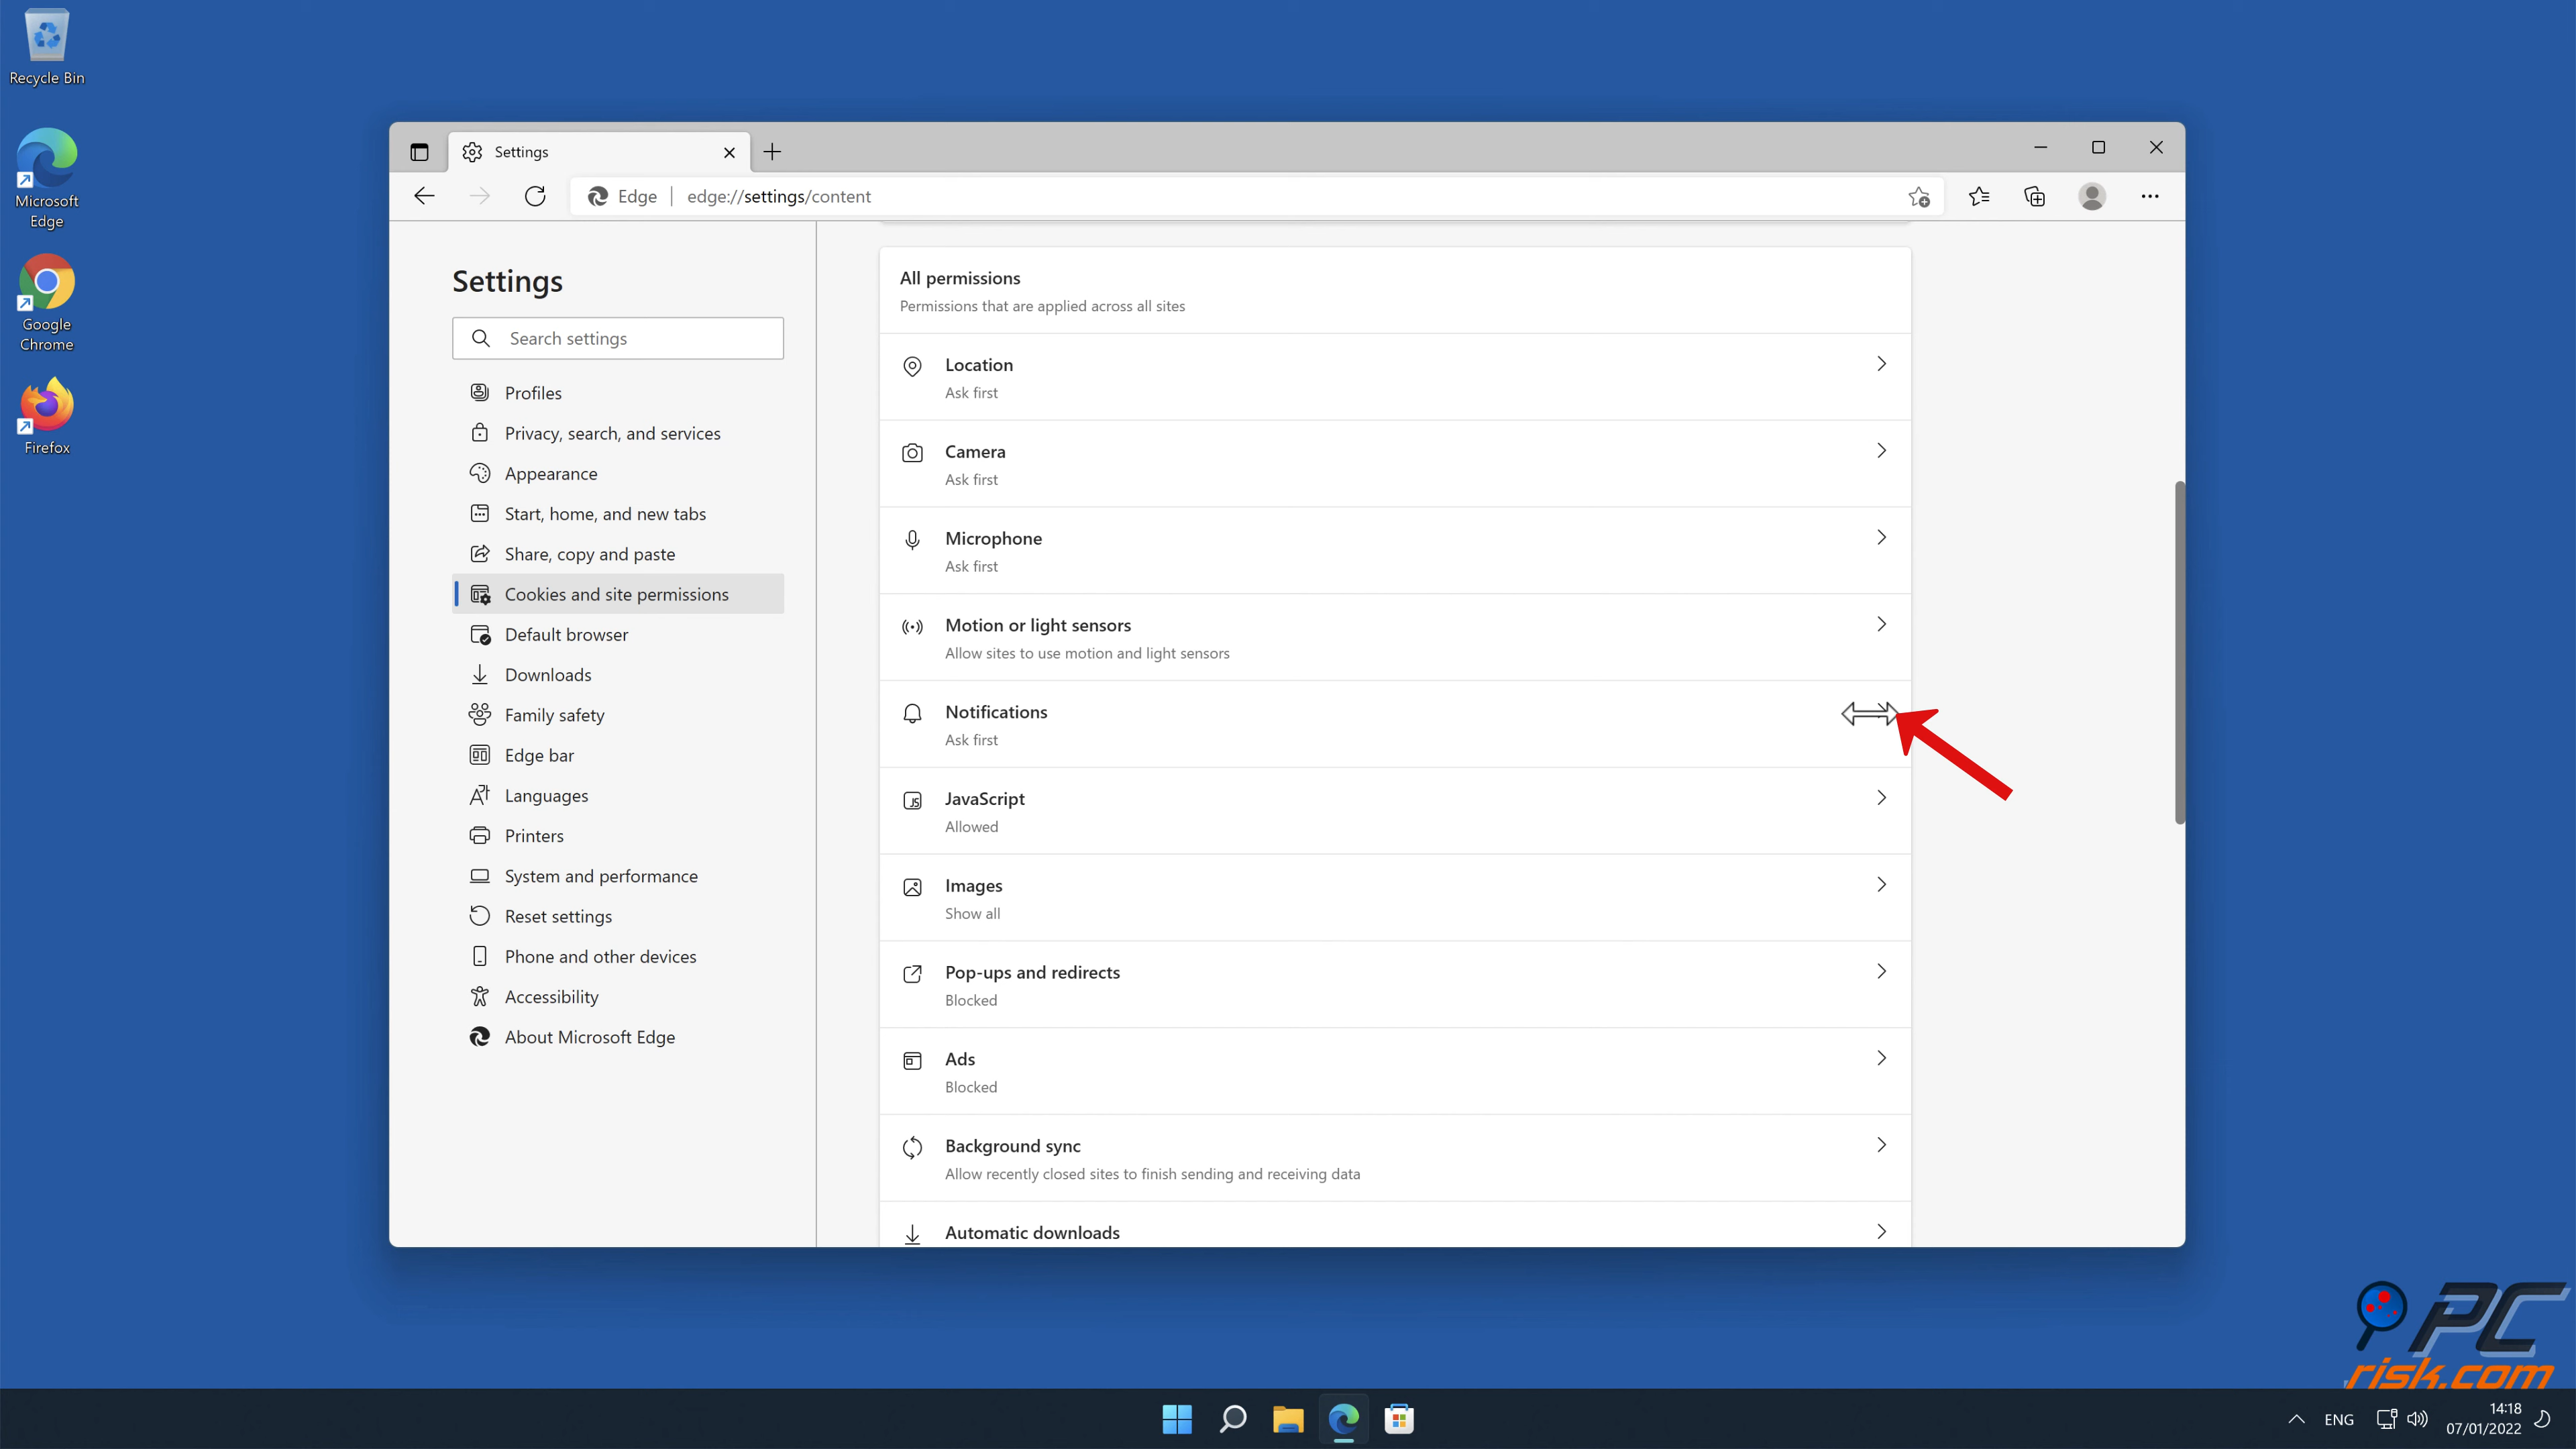 Recycle Bin
Microsoft
Edge
Google
Chrome
Firefox
Settings
Edge
edge://settings/content
Settings
Search settings
Profiles
Privacy, search, and services
Appearance
Start, home, and new tabs
Share, copy and paste
Cookies and site permissions
Default browser
Downloads
Family safety
Edge bar
Languages
Printers
System and performance
Reset settings
Phone and other devices
Accessibility
About Microsoft Edge
All permissions
Permissions that are applied across all sites
Location
Ask first
Camera
Ask first
Microphone
Ask first
Motion or light sensors
Allow sites to use motion and light sensors
Notifications
Ask first
JS
JavaScript
Allowed
Images
Show all
Pop-ups and redirects
Blocked
Ads
Blocked
Background sync
Allow recently closed sites to finish sending and receiving data
Automatic downloads
PC
risk.com
ENG
14:18
07/01/2022